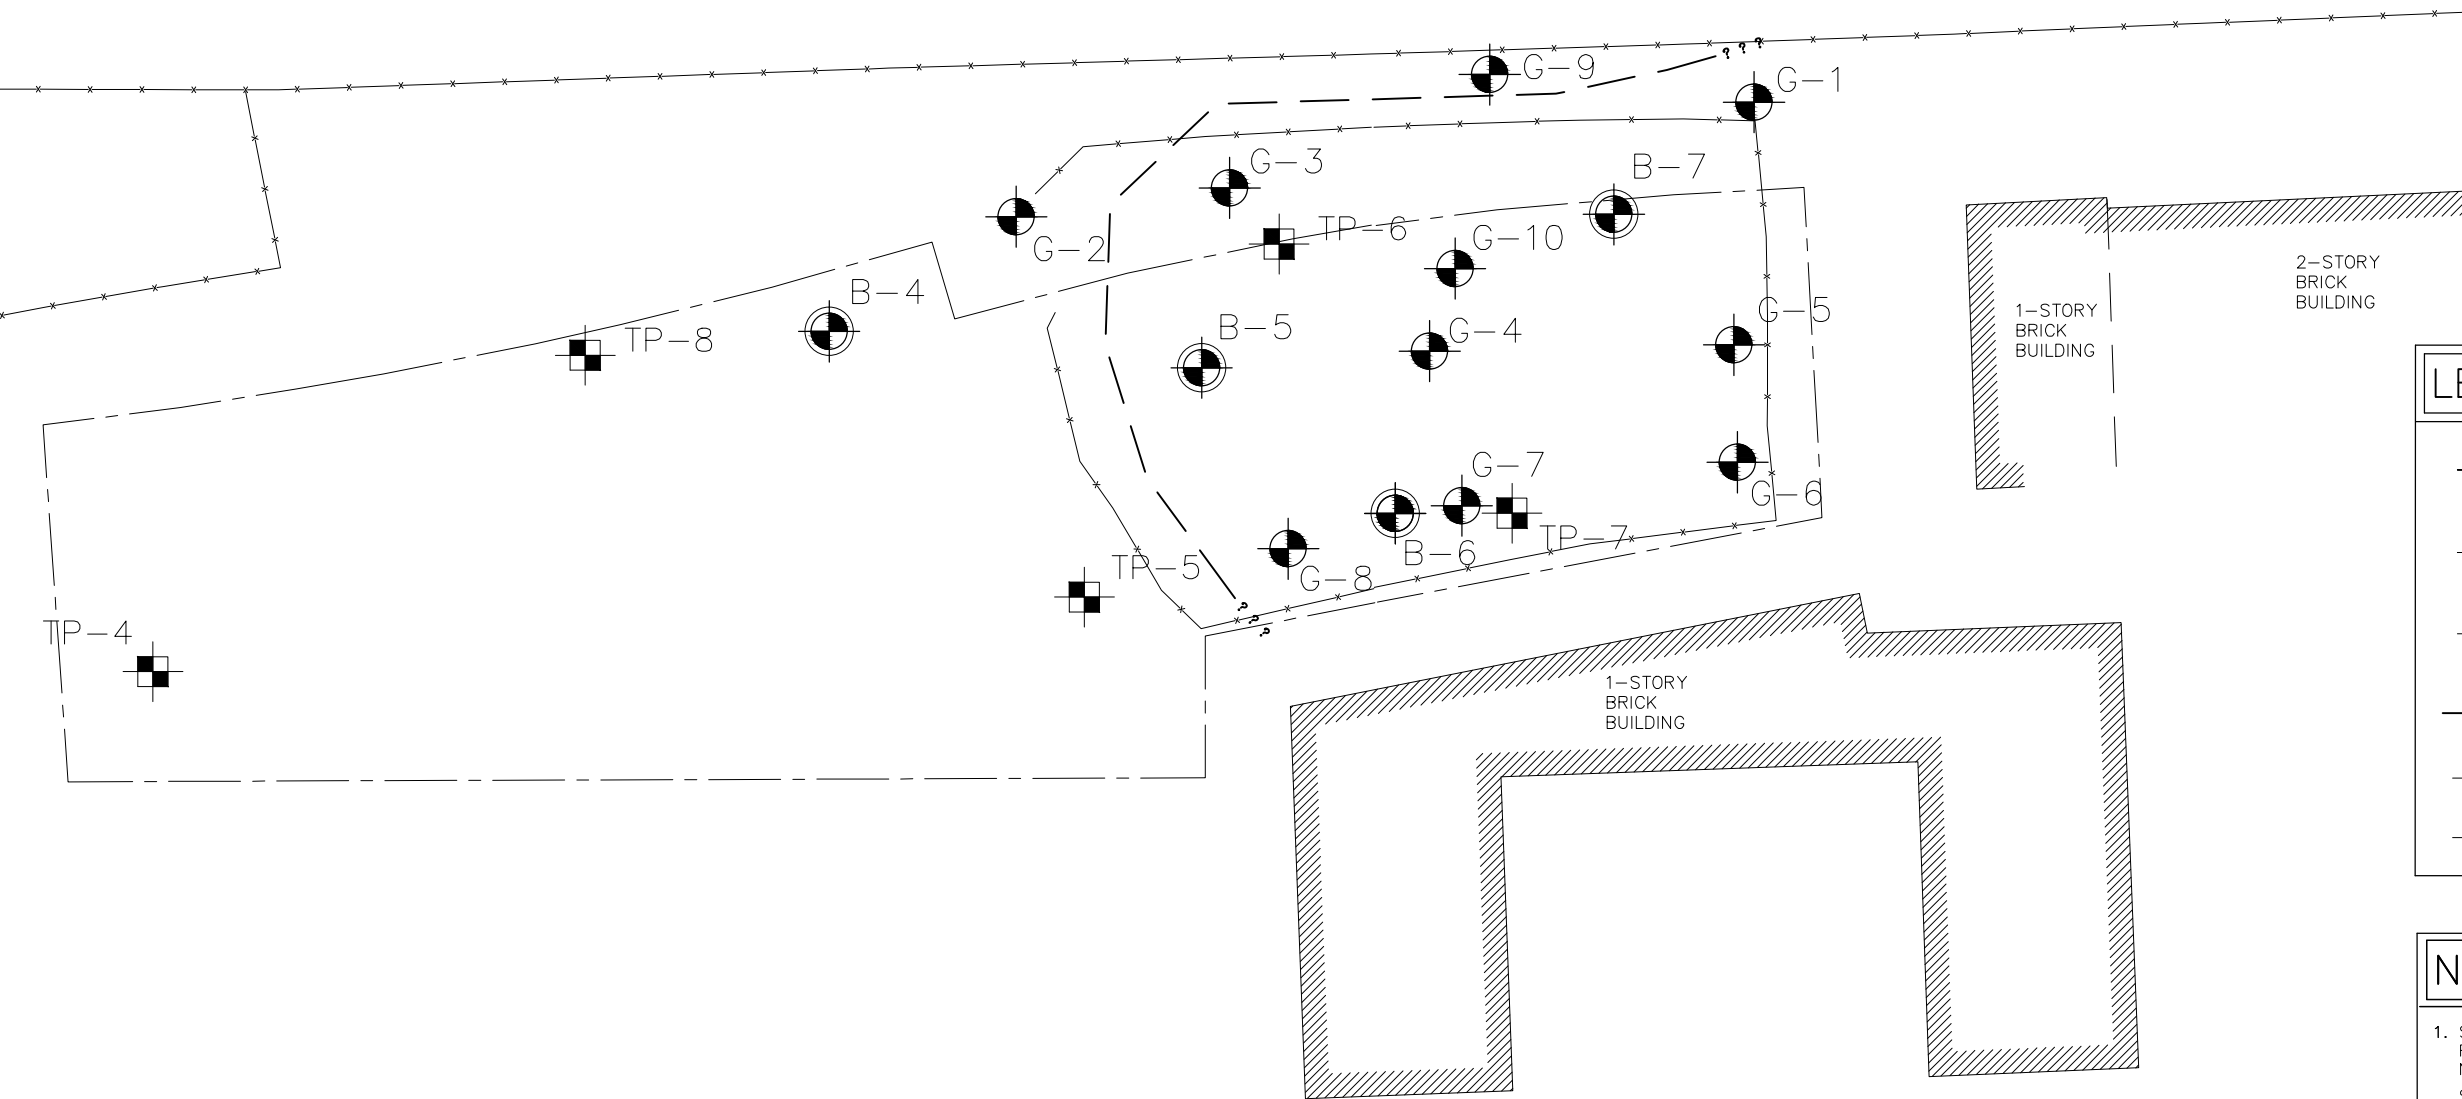 ? ? ?
G-9
G-1
G-3
B-7
G-2
TP-6
G-10
B-4
2-STORY
BRICK
BUILDING
1-STORY
BRICK
BUILDING
G-5
B-5
G-4
TP-8
G-7
G-6
TP-7
B-6
TP-5
G-8
? ? ?
TP-4
1-STORY
BRICK
BUILDING
1.